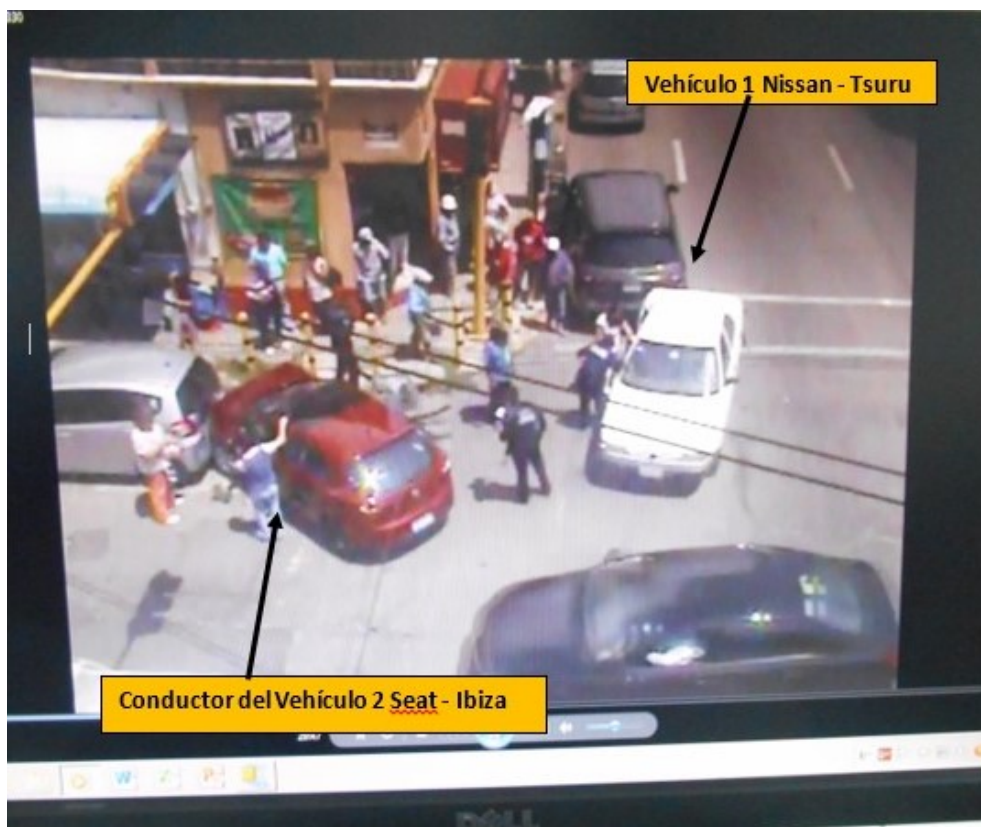 Vehículo 1 Nissan - Tsuru
Conductor del Vehículo 2 Seat - Ibiza
DELL